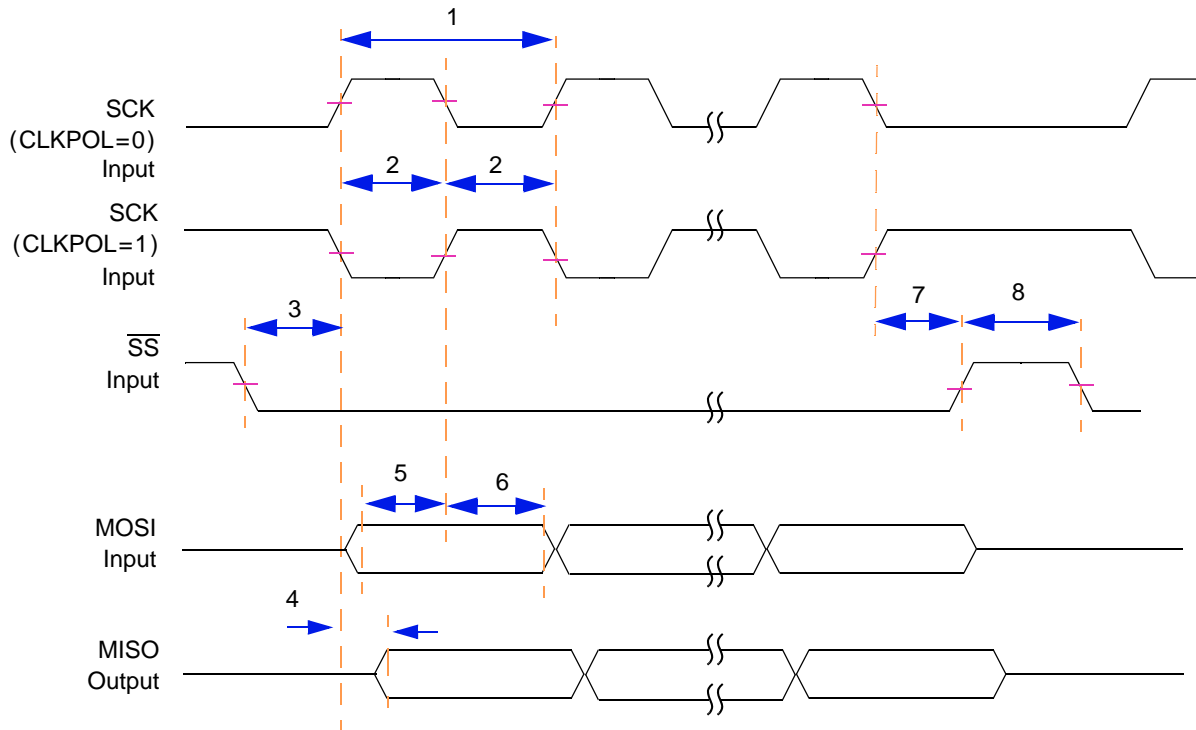 1
SCK
(CLKPOL=0)
Input
2 2
SCK
(CLKPOL=1)
Input
7 8
3
SS
Input
5 6
MOSI
Input
4
MISO
Output